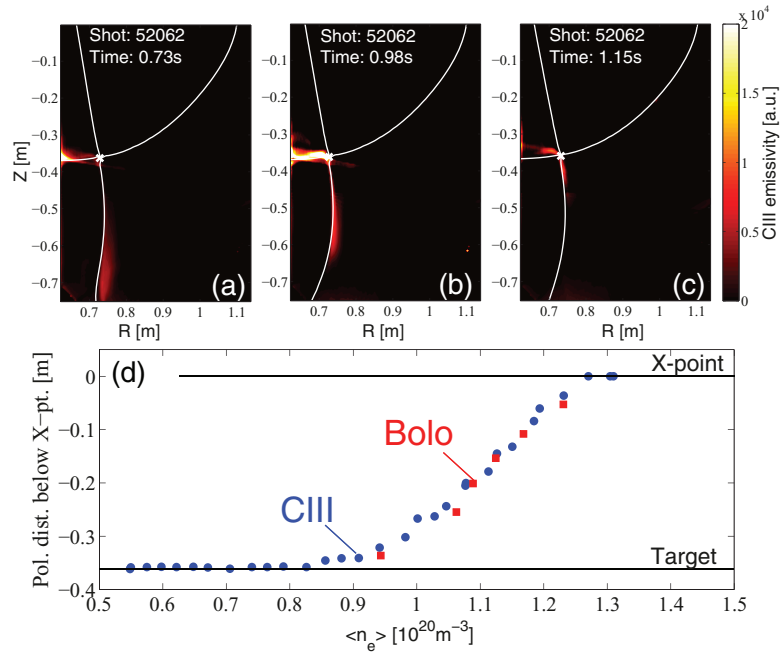 Shot: 52062
Time: 0.73s
(a)
Shot: 52062
Time: 0.98s
(b)
Shot: 52062
Time: 1.15s
(c)
Z [m]
−0.1
−0.2
−0.3
−0.4
−0.5
−0.6
−0.7
0.7 0.8 0.9 1 1.1
R [m]
−0.1
−0.2
−0.3
−0.4
−0.5
−0.6
−0.7
0.7 0.8 0.9 1 1.1
R [m]
−0.1
−0.2
−0.3
−0.4
−0.5
−0.6
−0.7
0.7 0.8 0.9 1 1.1
R [m]
x 10⁴
2
1.5
1
0.5
0
CIII emissivity [a.u.]
(d)
X−point
Bolo
CIII
Target
Pol. dist. below X−pt. [m]
0
−0.1
−0.2
−0.3
−0.4
0.5 0.6 0.7 0.8 0.9 1 1.1 1.2 1.3 1.4 1.5
<nₑ> [10²⁰m⁻³]